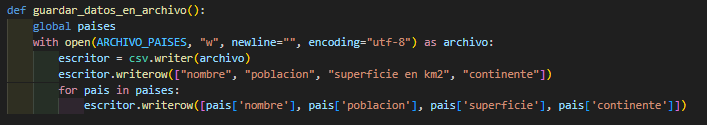 def guardar_datos_en_archivo():
    global paises
    with open(ARCHIVO_PAISES, "w", newline="", encoding="utf-8") as archivo:
        escritor = csv.writer(archivo)
        escritor.writerow(["nombre", "poblacion", "superficie en km2", "continente"])
        for pais in paises:
            escritor.writerow([pais['nombre'], pais['poblacion'], pais['superficie'], pais['continente']])